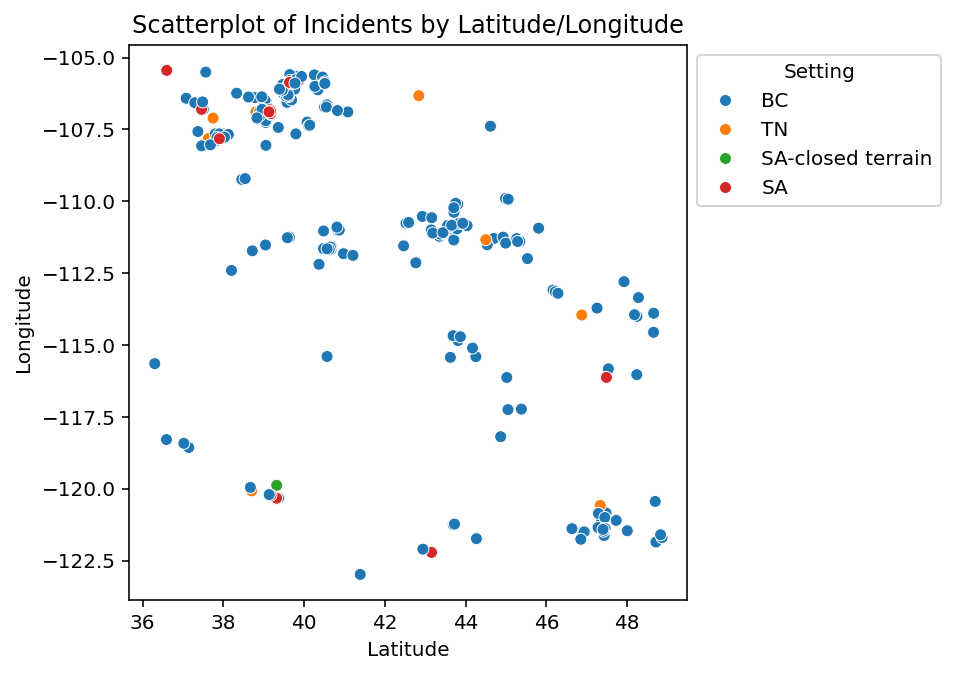 Scatterplot of Incidents by Latitude/Longitude
−105.0
−107.5
−110.0
−112.5
−115.0
−117.5
−120.0
−122.5
Longitude
36
38
40
42
44
46
48
Latitude
Setting
BC
TN
SA-closed terrain
SA